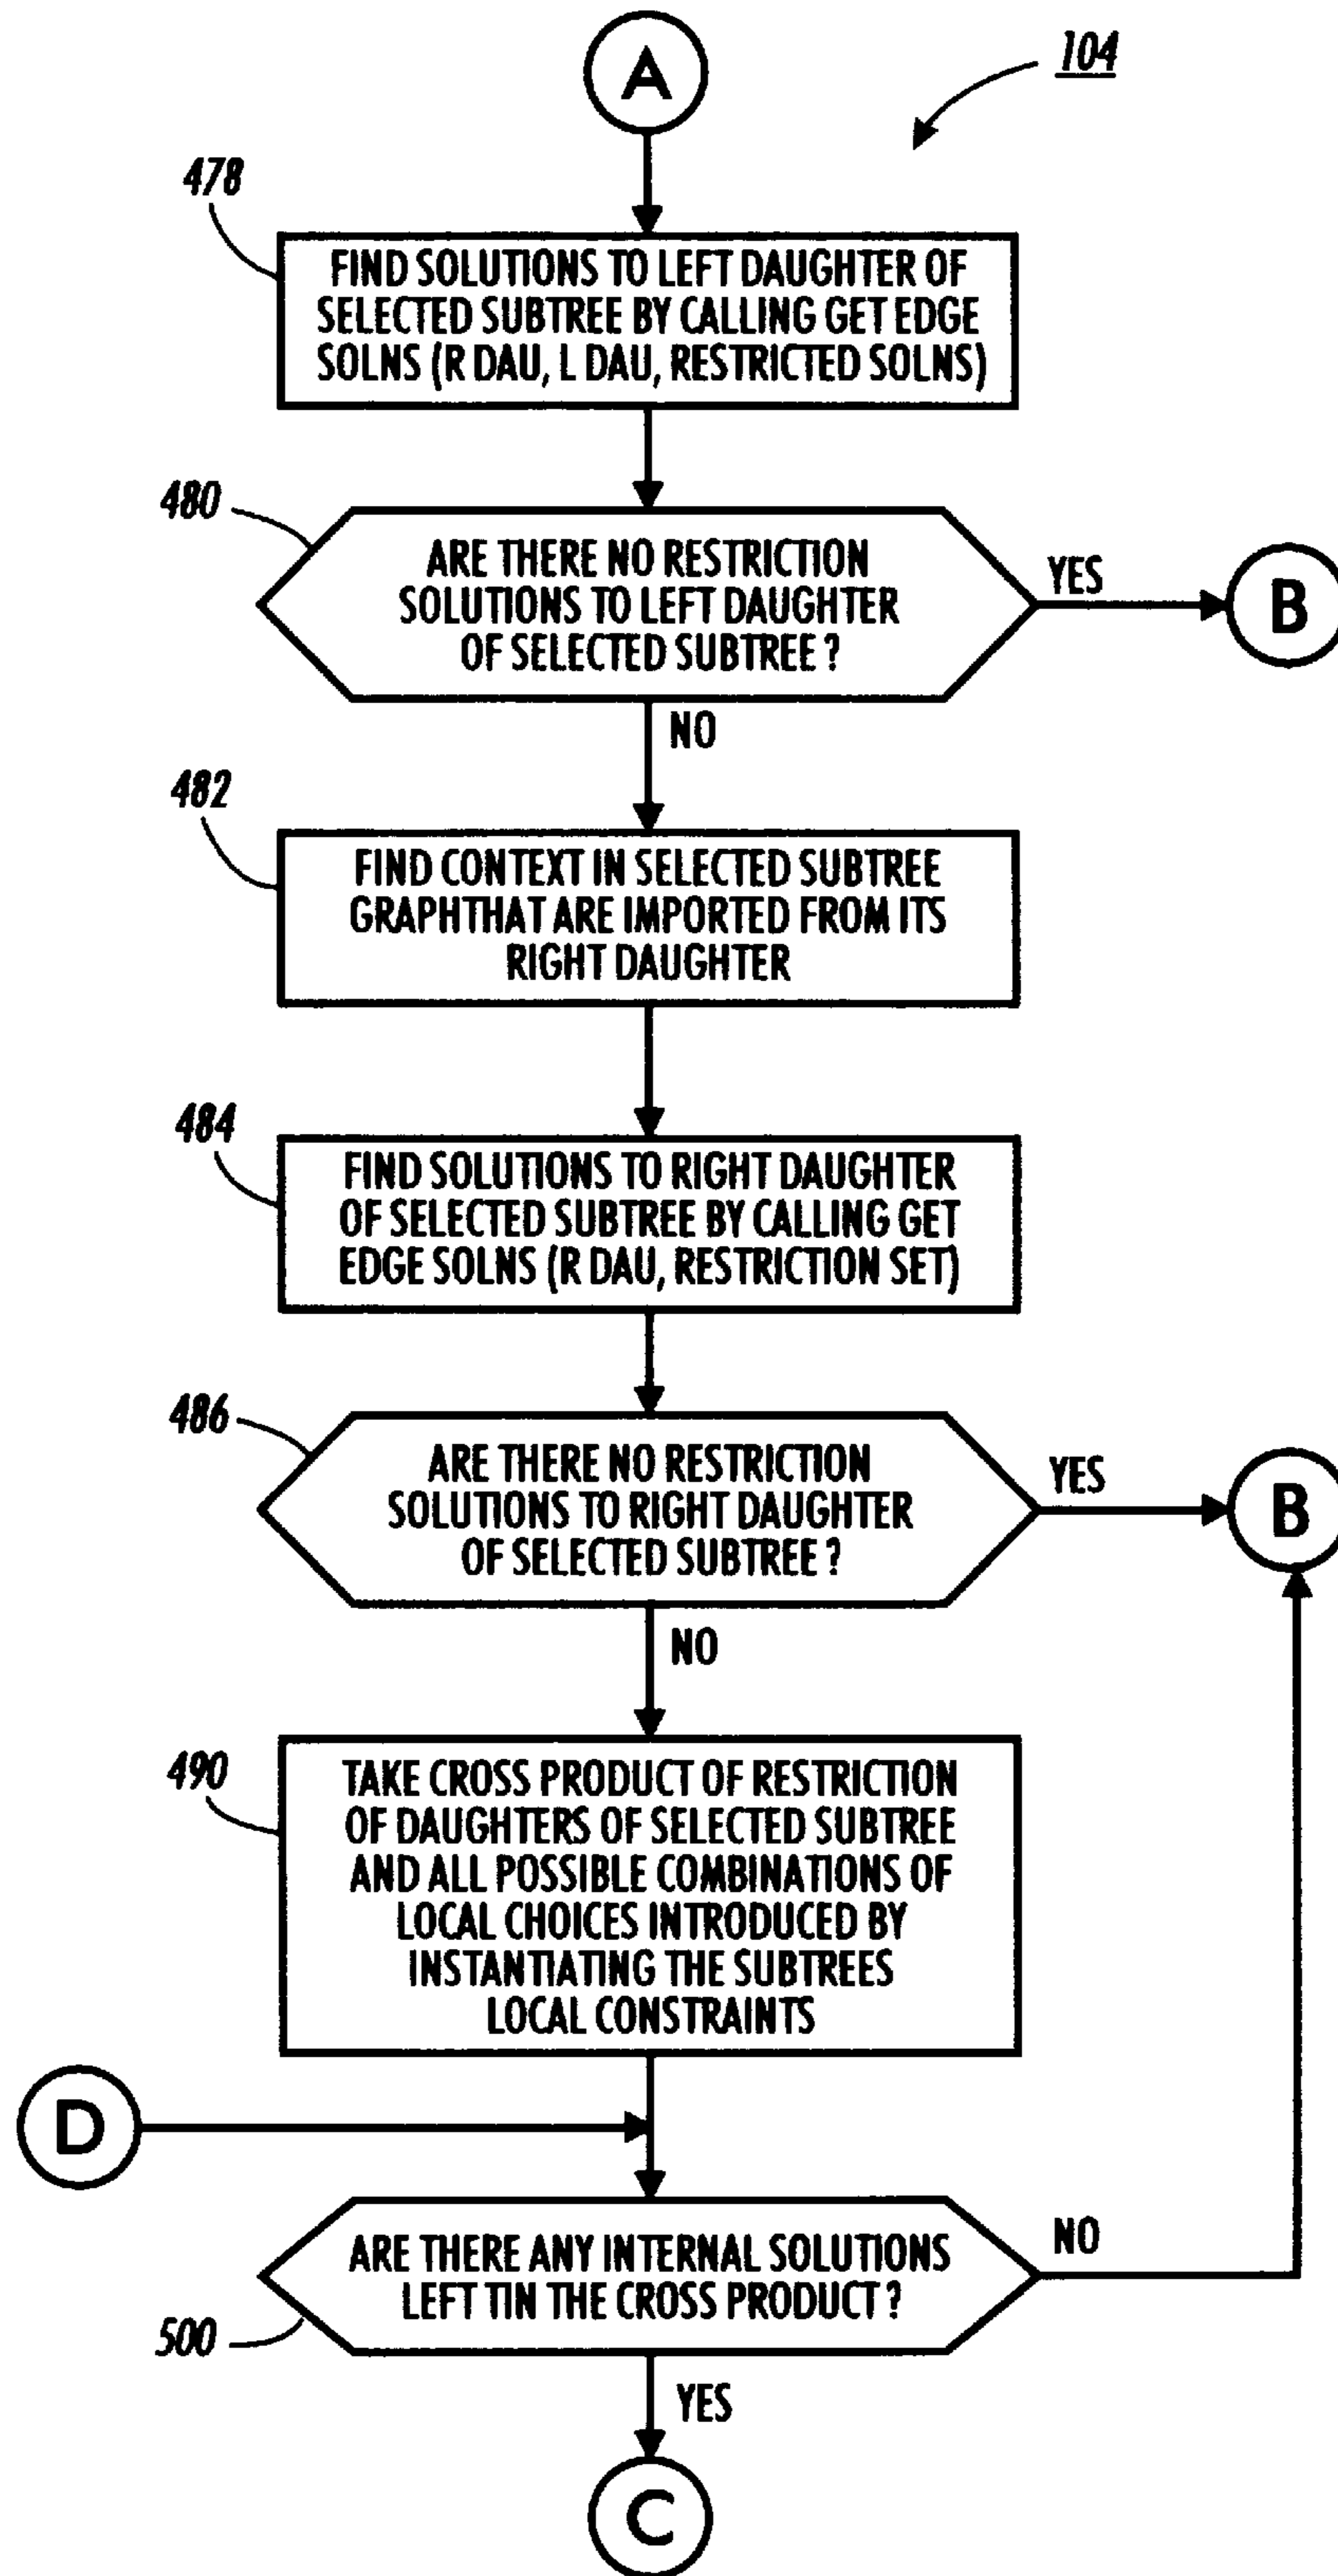 A
104
478
FIND SOLUTIONS TO LEFT DAUGHTER OF
SELECTED SUBTREE BY CALLING GET EDGE
SOLNS (R DAU, L DAU, RESTRICTED SOLNS)
480
ARE THERE NO RESTRICTION
SOLUTIONS TO LEFT DAUGHTER
OF SELECTED SUBTREE ?
YES
B
NO
482
FIND CONTEXT IN SELECTED SUBTREE
GRAPHTHAT ARE IMPORTED FROM ITS
RIGHT DAUGHTER
484
FIND SOLUTIONS TO RIGHT DAUGHTER
OF SELECTED SUBTREE BY CALLING GET
EDGE SOLNS (R DAU, RESTRICTION SET)
486
ARE THERE NO RESTRICTION
SOLUTIONS TO RIGHT DAUGHTER
OF SELECTED SUBTREE ?
YES
B
NO
490
TAKE CROSS PRODUCT OF RESTRICTION
OF DAUGHTERS OF SELECTED SUBTREE
AND ALL POSSIBLE COMBINATIONS OF
LOCAL CHOICES INTRODUCED BY
INSTANTIATING THE SUBTREES
LOCAL CONSTRAINTS
D
ARE THERE ANY INTERNAL SOLUTIONS
LEFT TIN THE CROSS PRODUCT ?
NO
500
YES
C